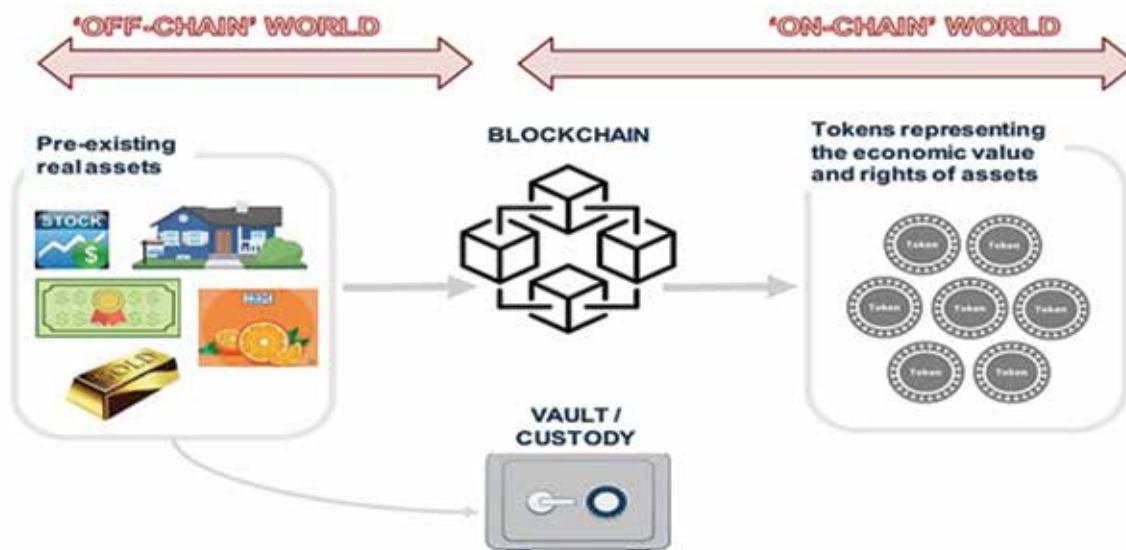 ‘OFF-CHAIN’ WORLD
‘ON-CHAIN’ WORLD
Pre-existing
real assets
STOCK
$
$ $ $ $
GOLD
BLOCKCHAIN
VAULT /
CUSTODY
Tokens representing
the economic value
and rights of assets
Token
Token
Token
Token
Token
Token
Token